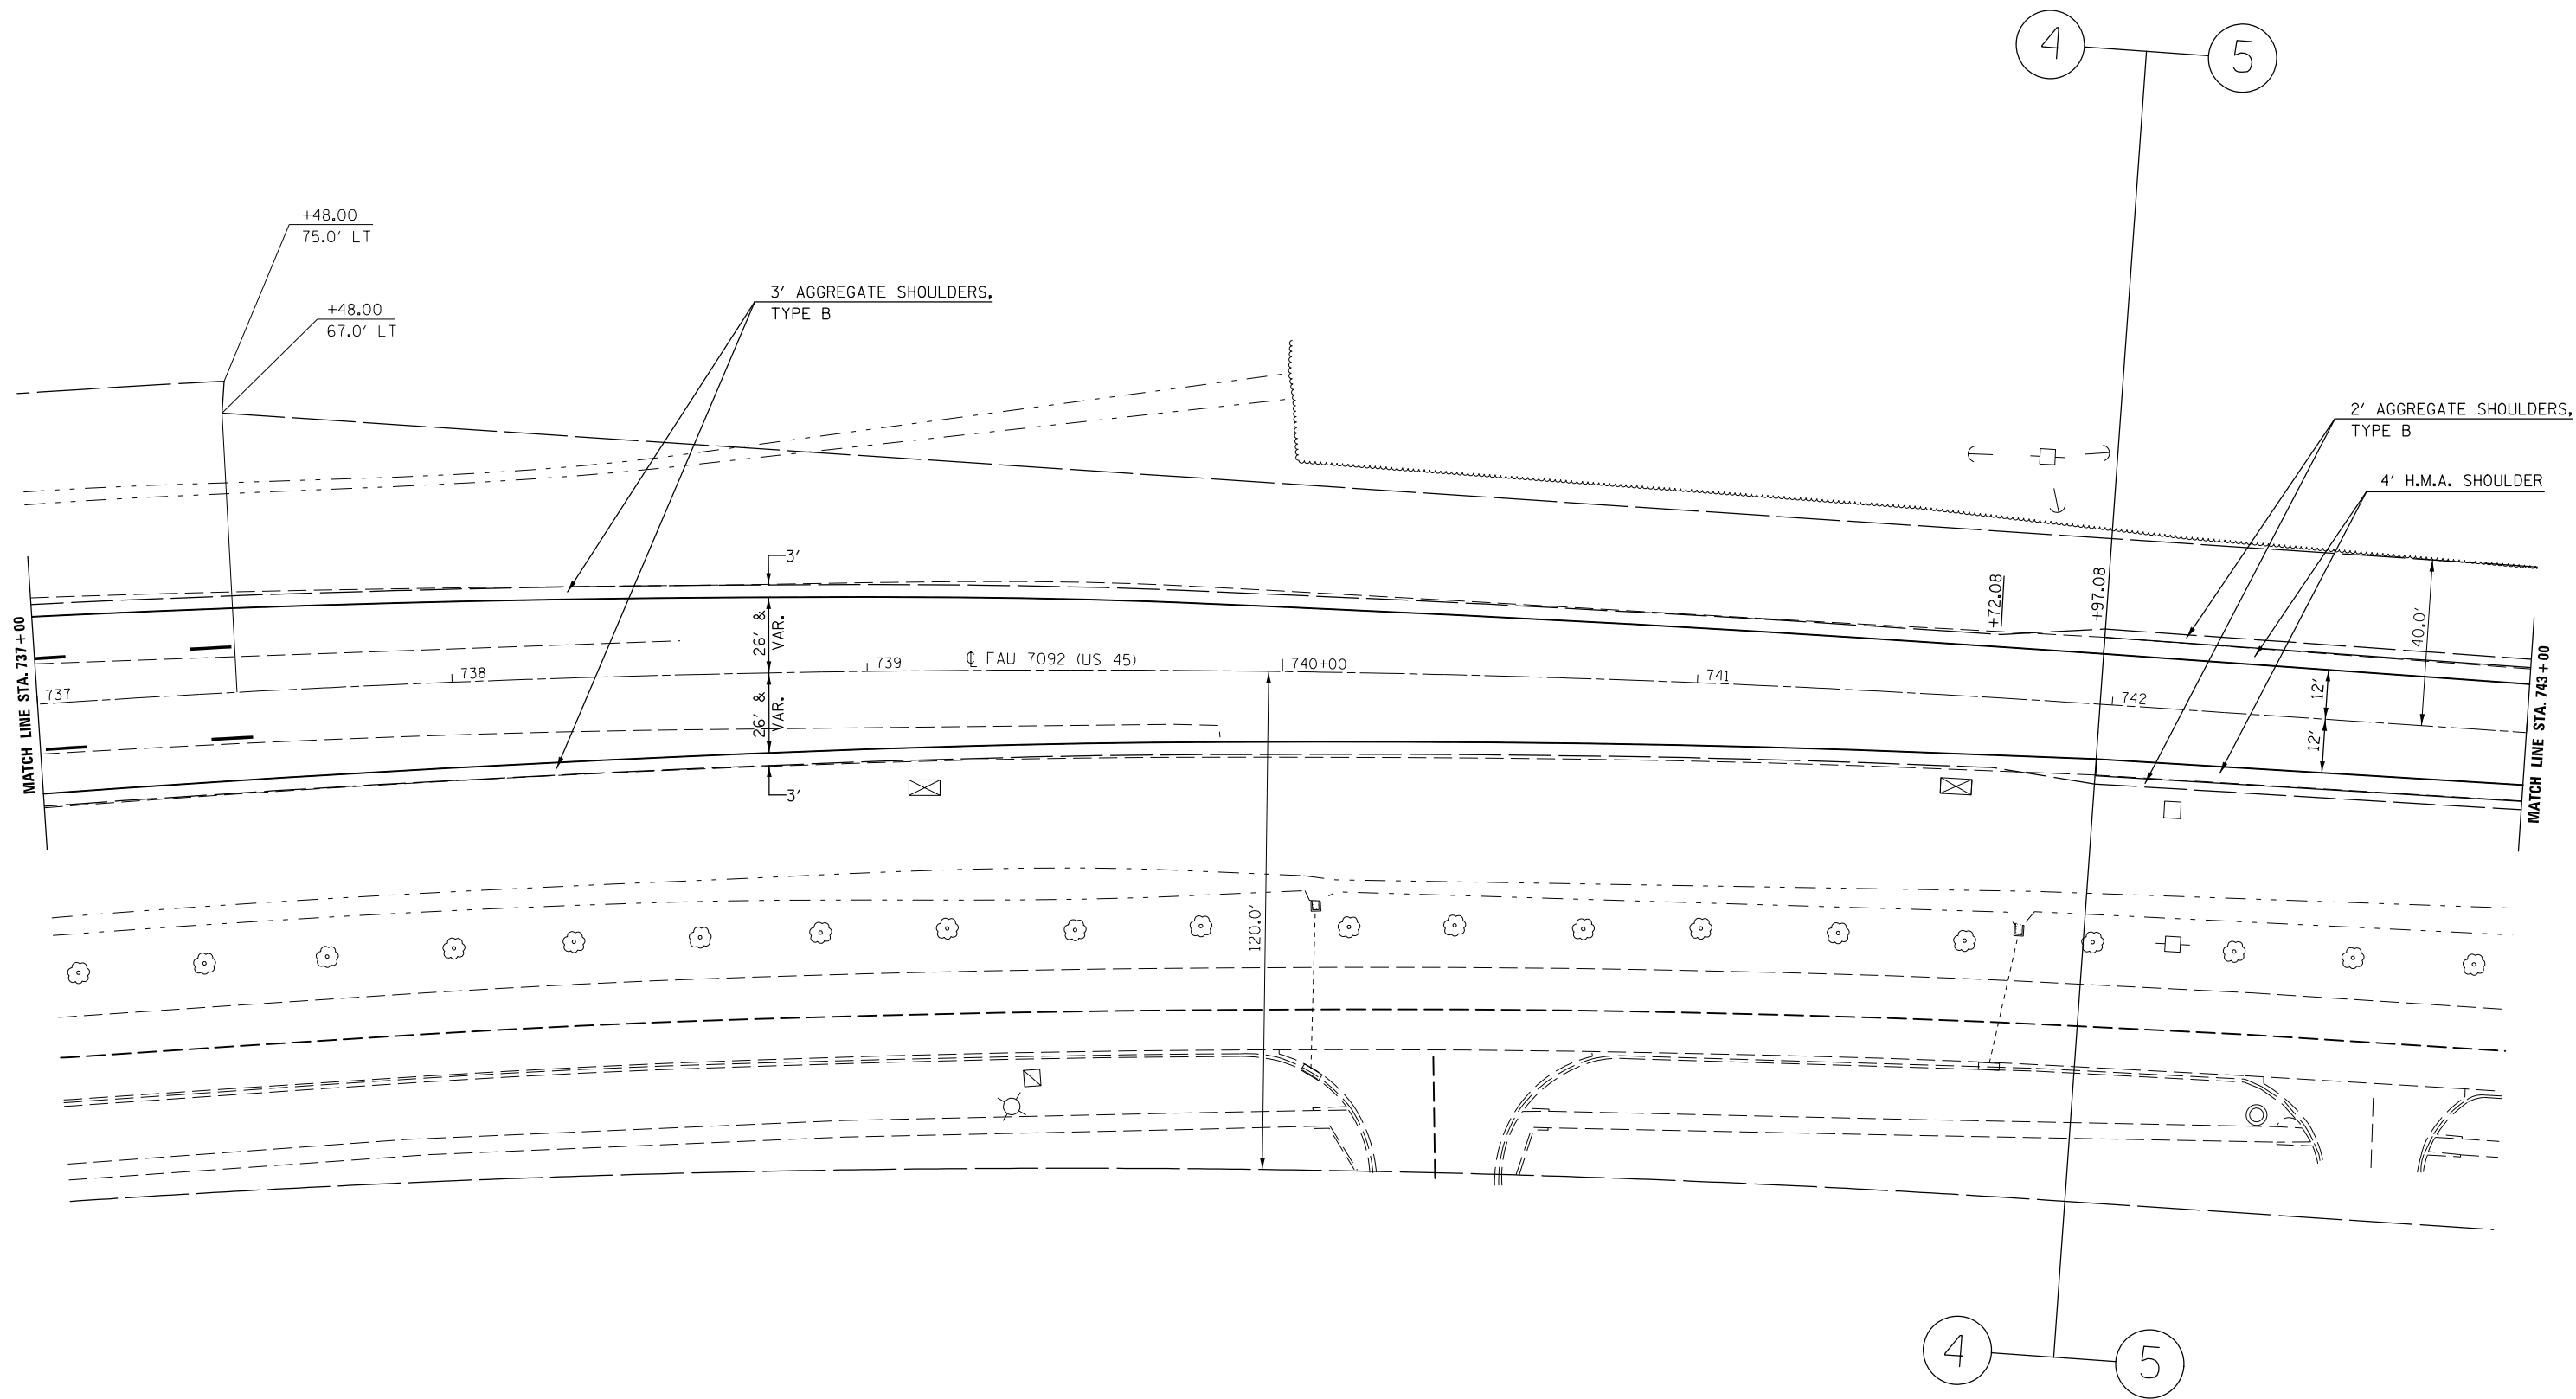 4
5
+48.00
75.0' LT
+48.00
67.0' LT
3' AGGREGATE SHOULDERS,
TYPE B
2' AGGREGATE SHOULDERS,
TYPE B
4' H.M.A. SHOULDER
3'
+72.08
+97.08
MATCH LINE STA. 737+00
26' &
VAR.
40.0'
MATCH LINE STA. 743+00
737
738
739
℄ FAU 7092 (US 45)
740+00
741
742
12'
12'
26' &
VAR.
3'
120.0'
4
5